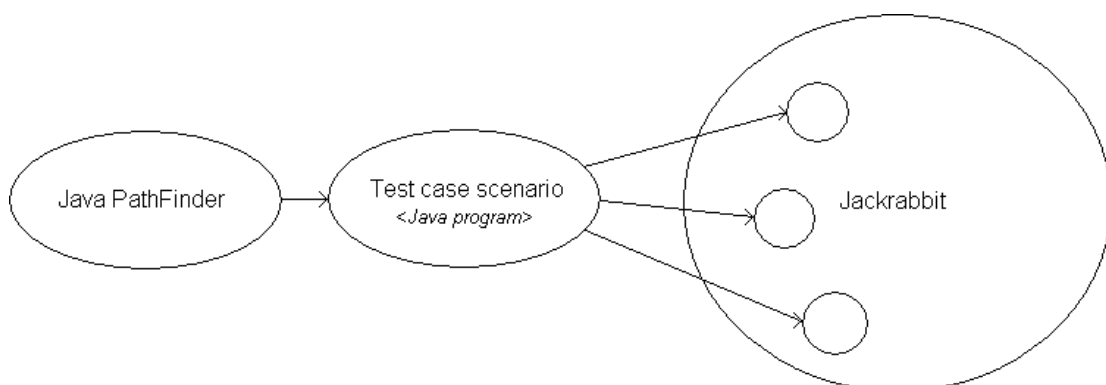 Java PathFinder
Test case scenario
<Java program>
Jackrabbit